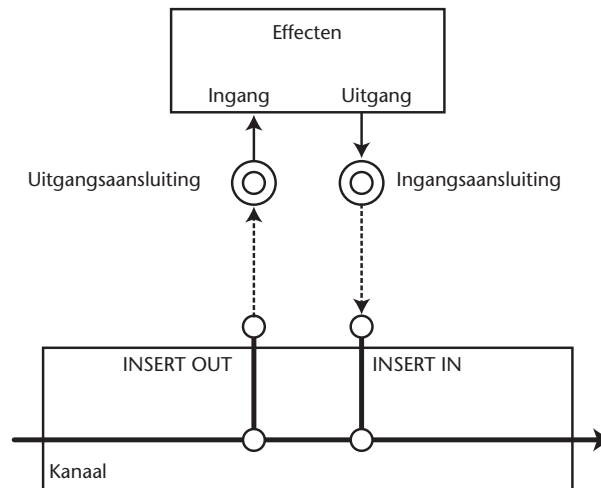 Effecten
Ingang Uitgang
Uitgangsaansluiting Ingangsaansluiting
INSERT OUT INSERT IN
Kanaal